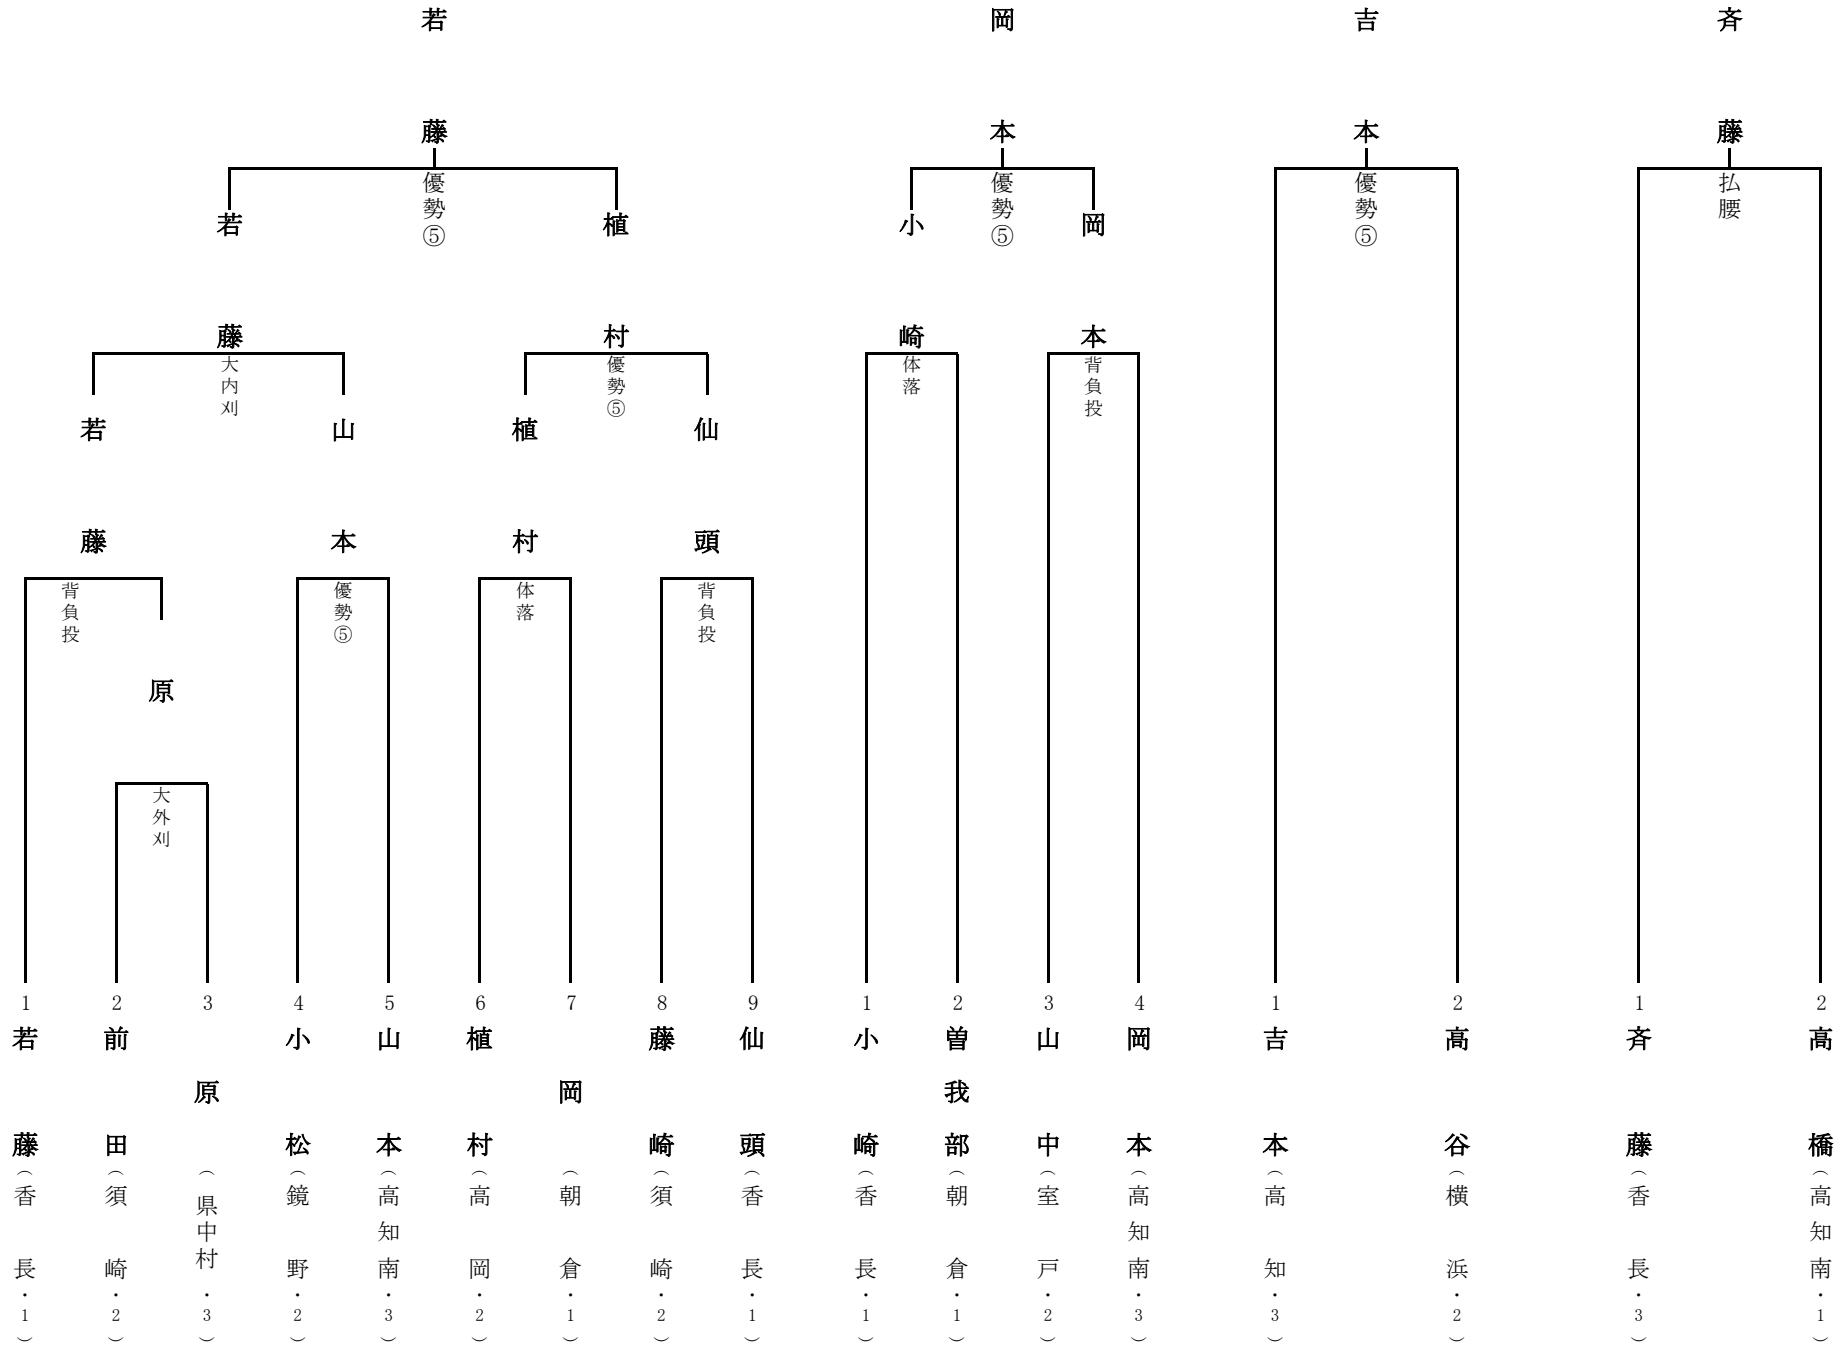 若藤
岡本
吉本
斉藤
優勢⑤
優勢⑤
優勢⑤
払腰
若藤
植村
小崎
岡本
大内刈
優勢⑤
体落
背負投
若藤
山本
植村
仙頭
背負投
優勢⑤
体落
背負投
原
大外刈
1
若藤(香長・1)
2
前田(須崎・2)
3
原(県中村・3)
4
小松(鏡野・2)
5
山本(高知南・3)
6
植村(高岡・2)
7
岡(朝倉・1)
8
藤崎(須崎・2)
9
仙頭(香長・1)
1
小崎(香長・1)
2
曽我部(朝倉・1)
3
山中(室戸・2)
4
岡本(高知南・3)
1
吉本(高知・3)
2
高谷(横浜・2)
1
斉藤(香長・3)
2
高橋(高知南・1)